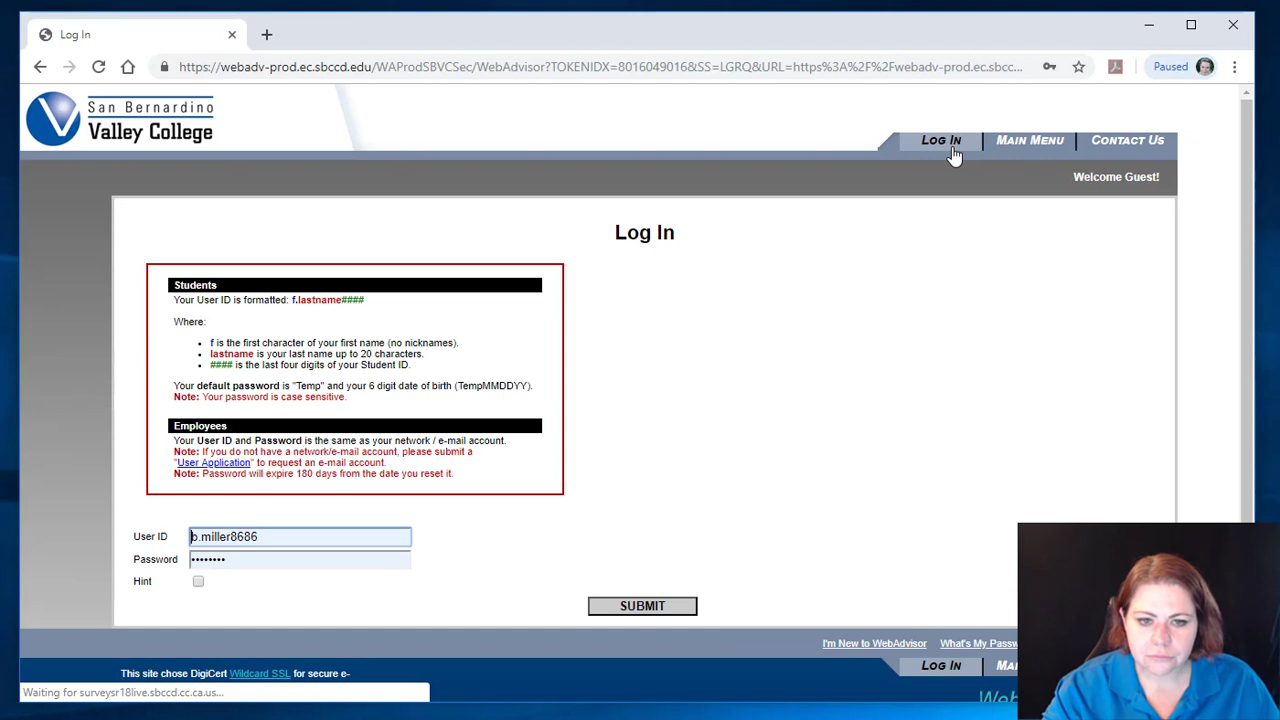 Log In
https://webadv-prod.ec.sbccd.edu/WAProdSBVCSec/WebAdvisor?TOKENIDX=8016049016&SS=LGRQ&URL=https%3A%2F%2Fwebadv-prod.ec.sbcc...
Paused
San Bernardino
Valley College
LOG IN
MAIN MENU
CONTACT US
Welcome Guest!
Log In
Students
Your User ID is formatted: f.lastname####
Where:
• f is the first character of your first name (no nicknames).
• lastname is your last name up to 20 characters.
• #### is the last four digits of your Student ID.
Your default password is "Temp" and your 6 digit date of birth (TempMMDDYY).
Note: Your password is case sensitive.
Employees
Your User ID and Password is the same as your network / e-mail account.
Note: If you do not have a network/e-mail account, please submit a
"User Application" to request an e-mail account.
Note: Password will expire 180 days from the date you reset it.
User ID b.miller8686
Password ••••••••
Hint
SUBMIT
I'm New to WebAdvisor What's My Passw
This site chose DigiCert Wildcard SSL for secure e-
LOG IN
Waiting for surveysr18live.sbccd.cc.ca.us...